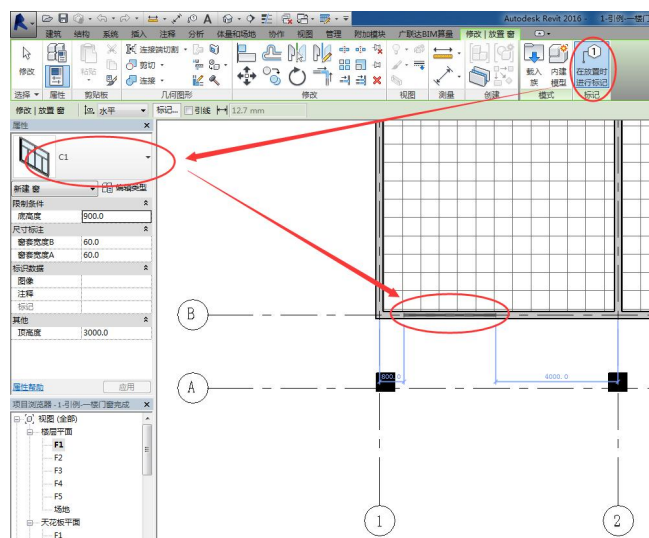 Autodesk Revit 2016 - 1-引例-一楼门
建筑 结构 系统 插入 注释 分析 体量和场地 协作 视图 管理 附加模块 广联达BIM算量 修改 | 放置 窗
修改 粘贴 连接端切割 剪切 连接 载入族 内建模型 在放置时进行标记
选择 属性 剪贴板 几何图形 修改 视图 测量 创建 模式 标记
修改 | 放置 窗 水平 标记... 引线 12.7 mm
属性
C1
新建 窗 编辑类型
限制条件
底高度 900.0
尺寸标注
窗套宽度B 60.0
窗套宽度A 60.0
标识数据
图像
注释
标记
其他
顶高度 3000.0
属性帮助 应用
项目浏览器 - 1-引例-一楼门窗完成
视图 (全部)
楼层平面
F1
F2
F3
F4
F5
场地
天花板平面
F1
B
A
800.0
4000.0
1
2
1